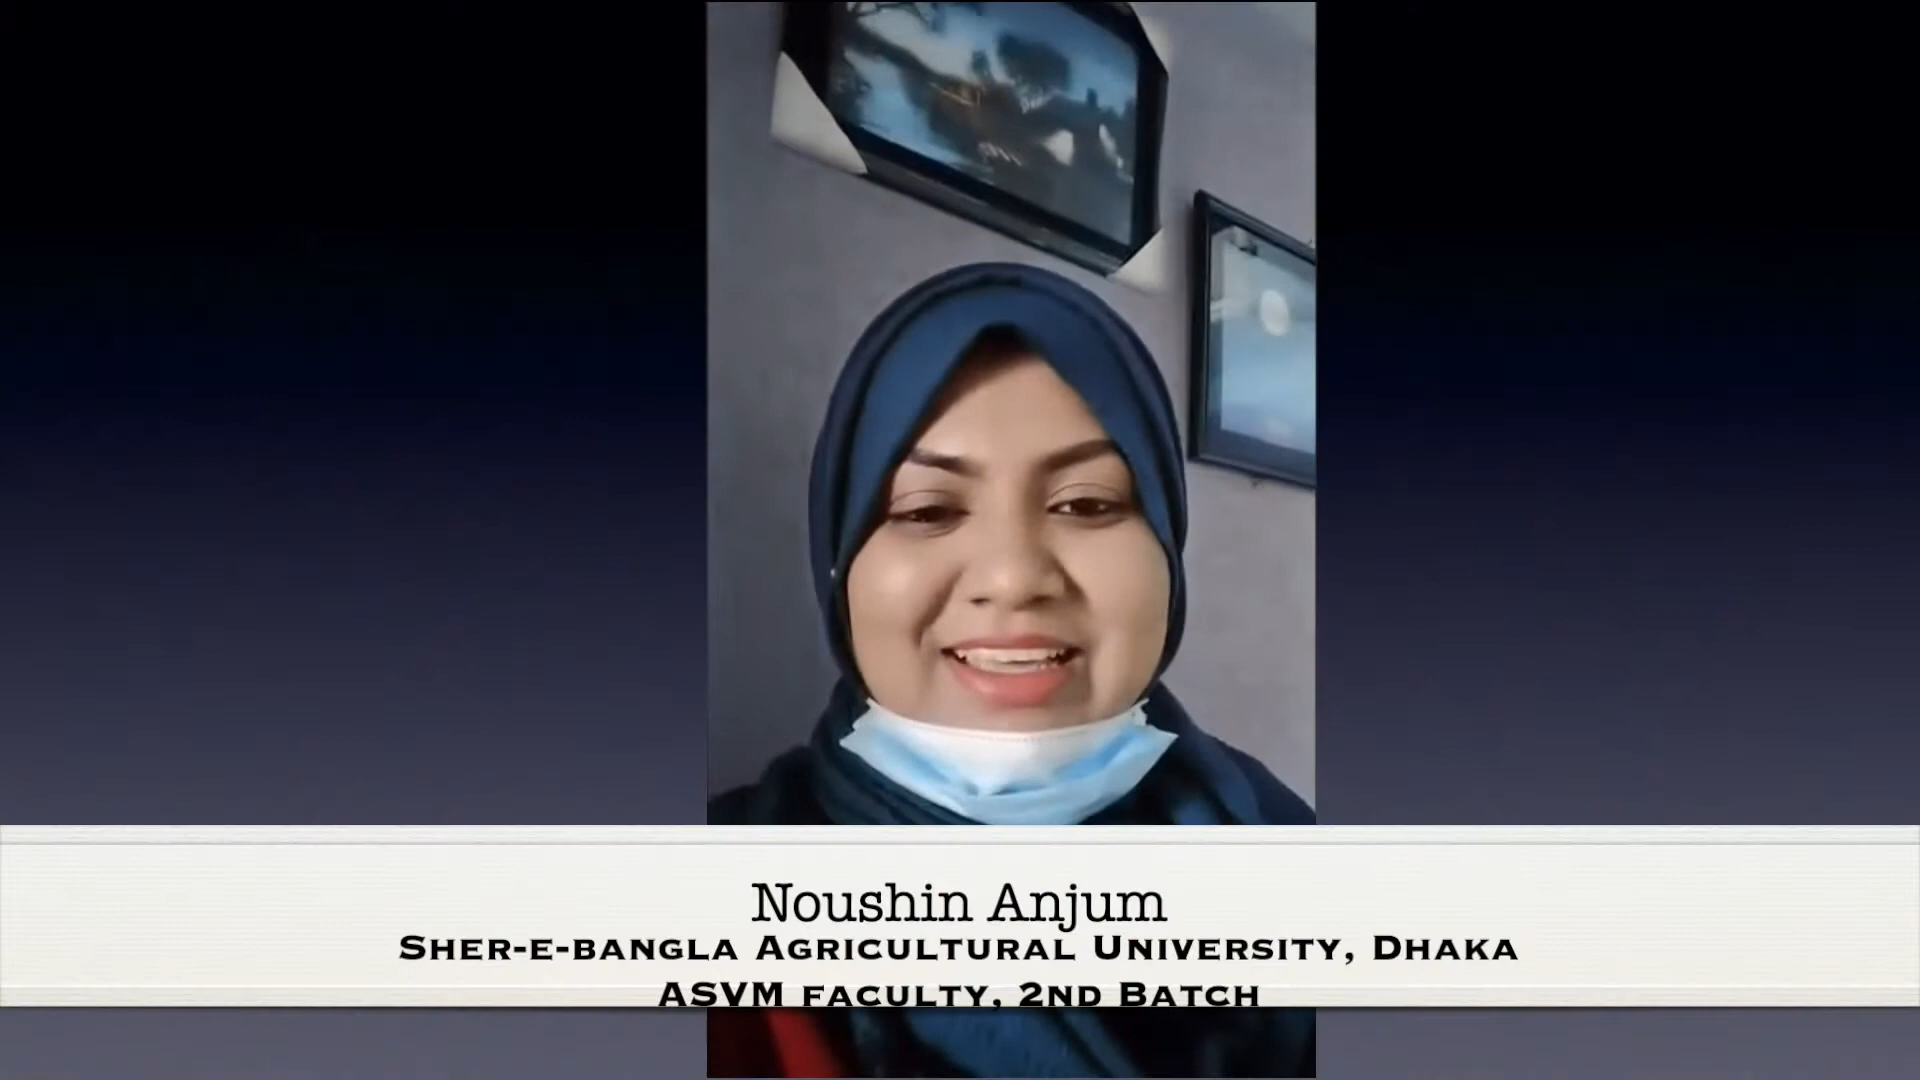 Noushin Anjum
Sher-e-bangla Agricultural University, Dhaka
ASVM faculty, 2nd Batch